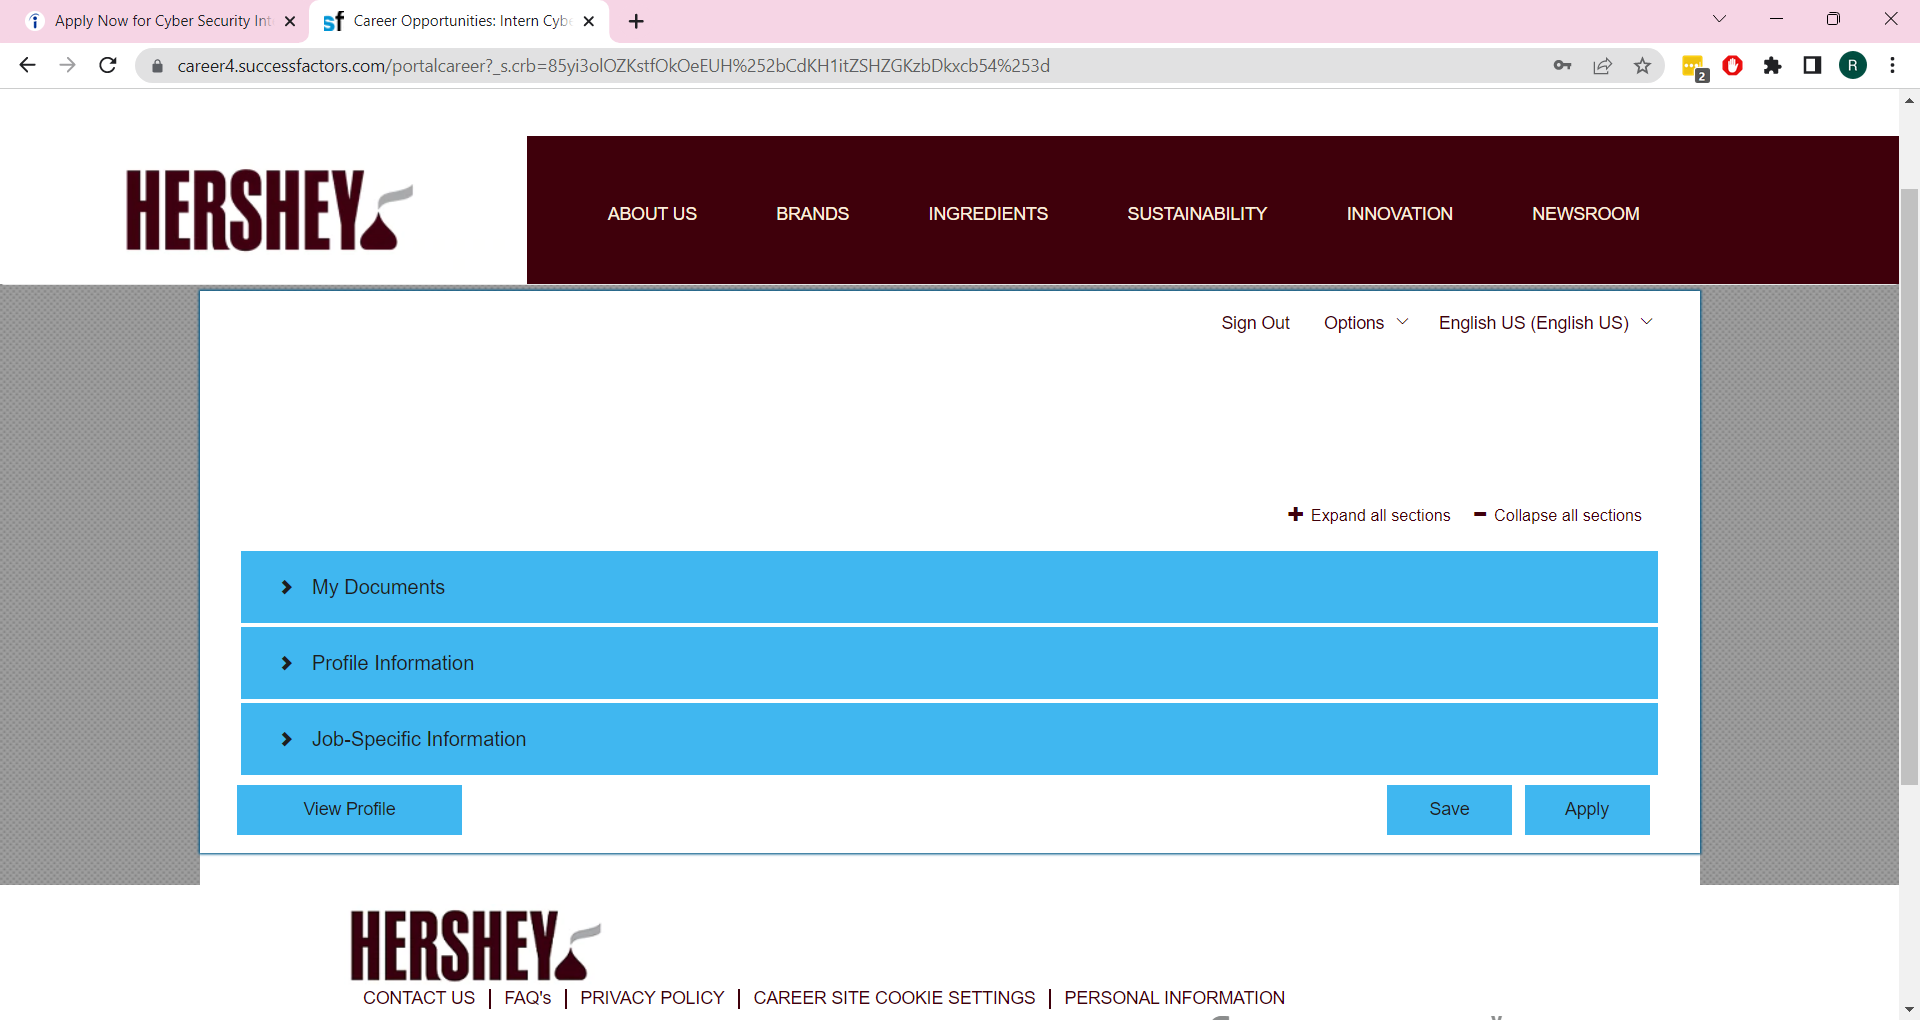 Apply Now for Cyber Security Int
Career Opportunities: Intern Cybe
career4.successfactors.com/portalcareer?_s.crb=85yi3olOZKstfOkOeEUH%252bCdKH1itZSHZGKzbDkxcb54%253d
2
R
HERSHEY
ABOUT US BRANDS INGREDIENTS SUSTAINABILITY INNOVATION NEWSROOM
Sign Out Options English US (English US)
Expand all sections Collapse all sections
My Documents
Profile Information
Job-Specific Information
View Profile Save Apply
HERSHEY
CONTACT US | FAQ's | PRIVACY POLICY | CAREER SITE COOKIE SETTINGS | PERSONAL INFORMATION